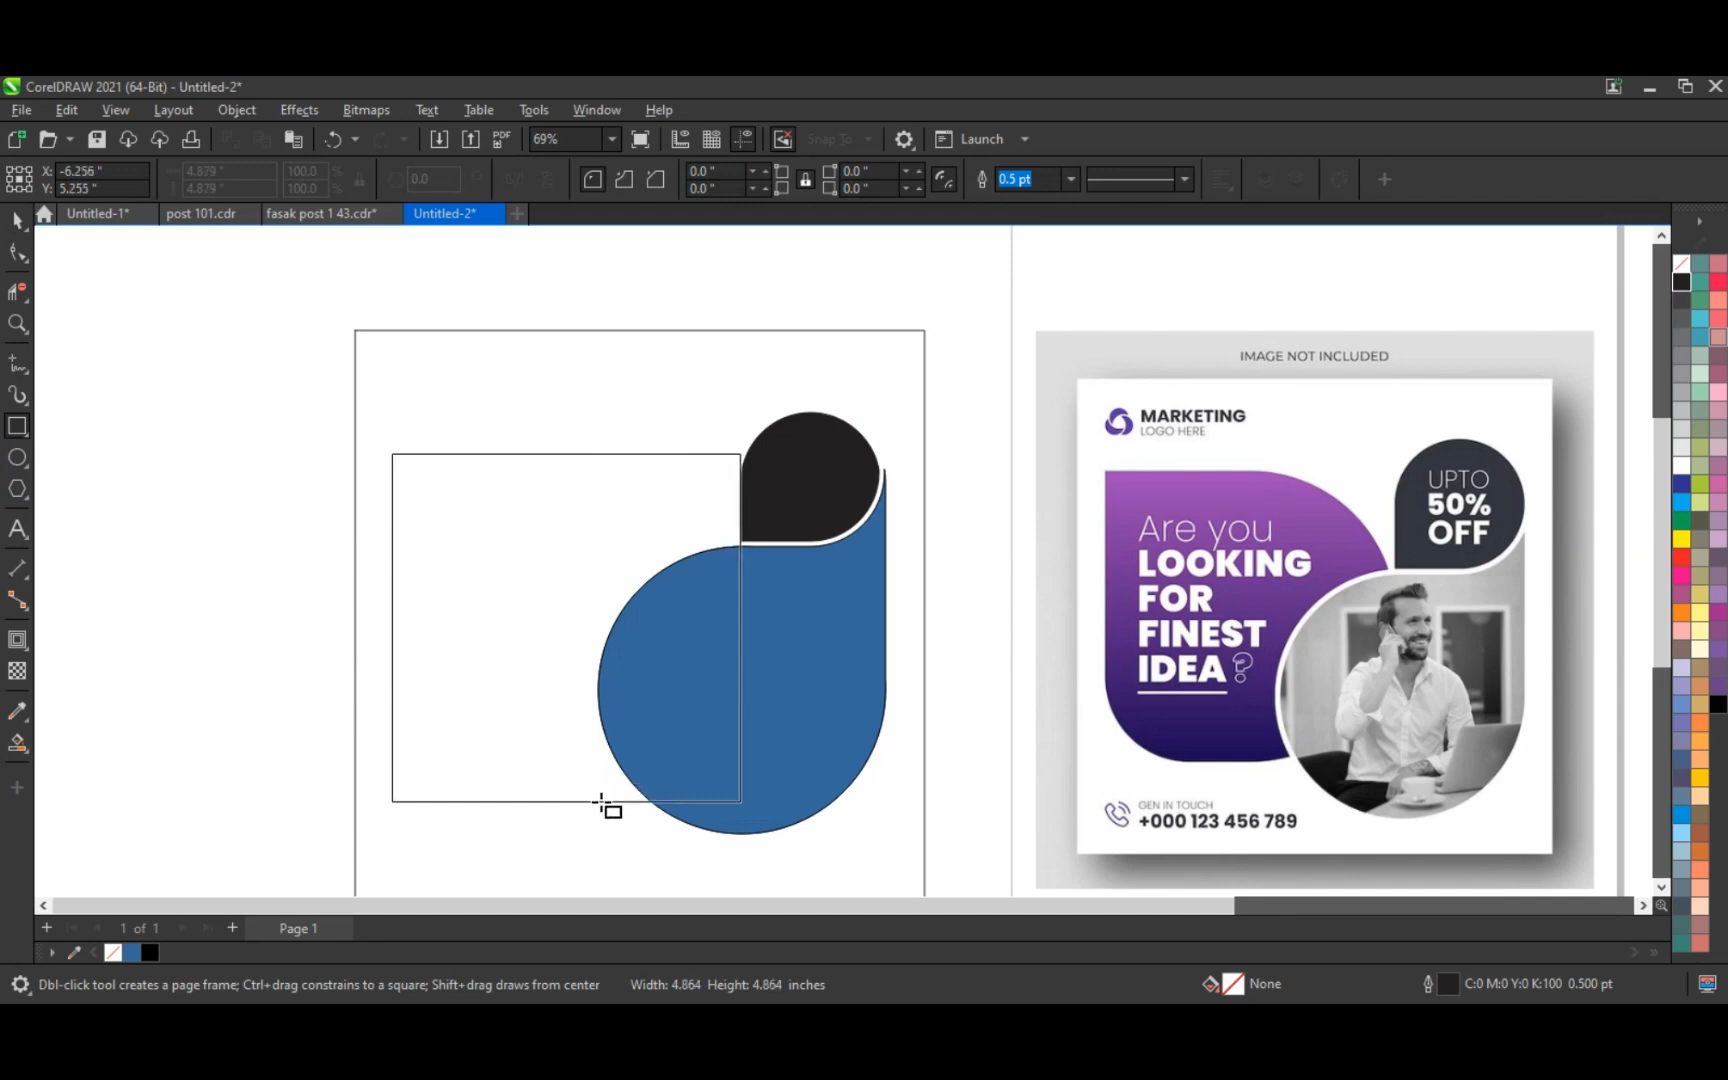 CorelDRAW 2021 (64-Bit) - Untitled-2*
File Edit View Layout Object Effects Bitmaps Text Table Tools Window Help
PDF 69% Snap To Launch
X: -6.256 " 4.879 " 100.0 % 0.0 0.0 " 0.0 " 0.5 pt
Y: 5.255 " 4.879 " 100.0 % 0.0 " 0.0 "
Untitled-1* post 101.cdr fasak post 1 43.cdr* Untitled-2*
IMAGE NOT INCLUDED
MARKETING
LOGO HERE
UPTO
50%
OFF
Are you
LOOKING
FOR
FINEST
IDEA?
GEN IN TOUCH
+000 123 456 789
1 of 1 Page 1
Dbl-click tool creates a page frame; Ctrl+drag constrains to a square; Shift+drag draws from center Width: 4.864 Height: 4.864 inches None C:0 M:0 Y:0 K:100 0.500 pt